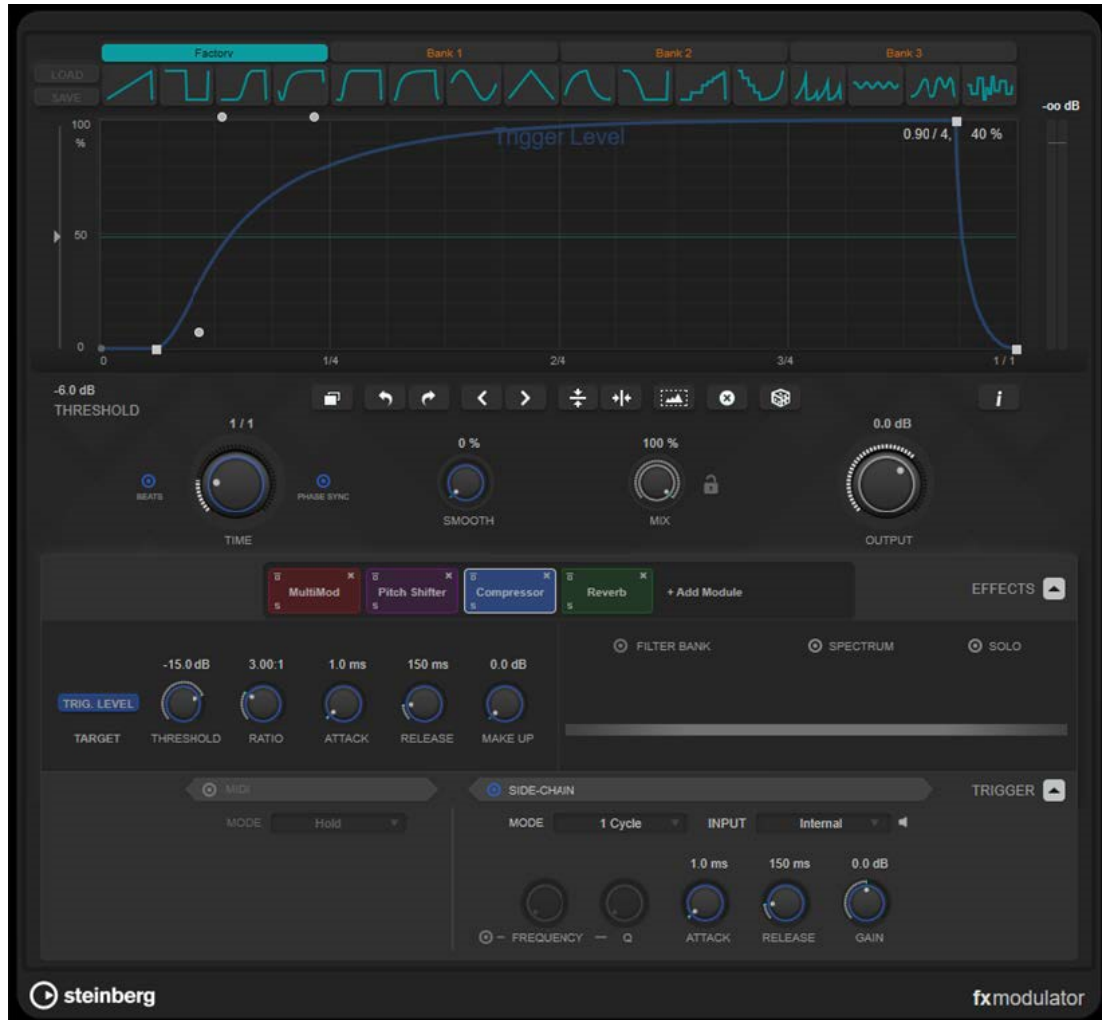 Factory Bank 1 Bank 2 Bank 3
LOAD
SAVE
-oo dB
100
%
Trigger Level
0.90 / 4, 40 %
50
0
0 1/4 2/4 3/4 1/1
-6.0 dB
THRESHOLD
i
1 / 1
0.0 dB
0 % 100 %
BEATS PHASE SYNC
SMOOTH MIX
TIME OUTPUT
MultiMod Pitch Shifter Compressor Reverb + Add Module
S S S S
EFFECTS
FILTER BANK SPECTRUM SOLO
-15.0 dB 3.00:1 1.0 ms 150 ms 0.0 dB
TRIG. LEVEL
TARGET THRESHOLD RATIO ATTACK RELEASE MAKE UP
MIDI SIDE-CHAIN TRIGGER
MODE Hold MODE 1 Cycle INPUT Internal
1.0 ms 150 ms 0.0 dB
FREQUENCY Q ATTACK RELEASE GAIN
steinberg fxmodulator